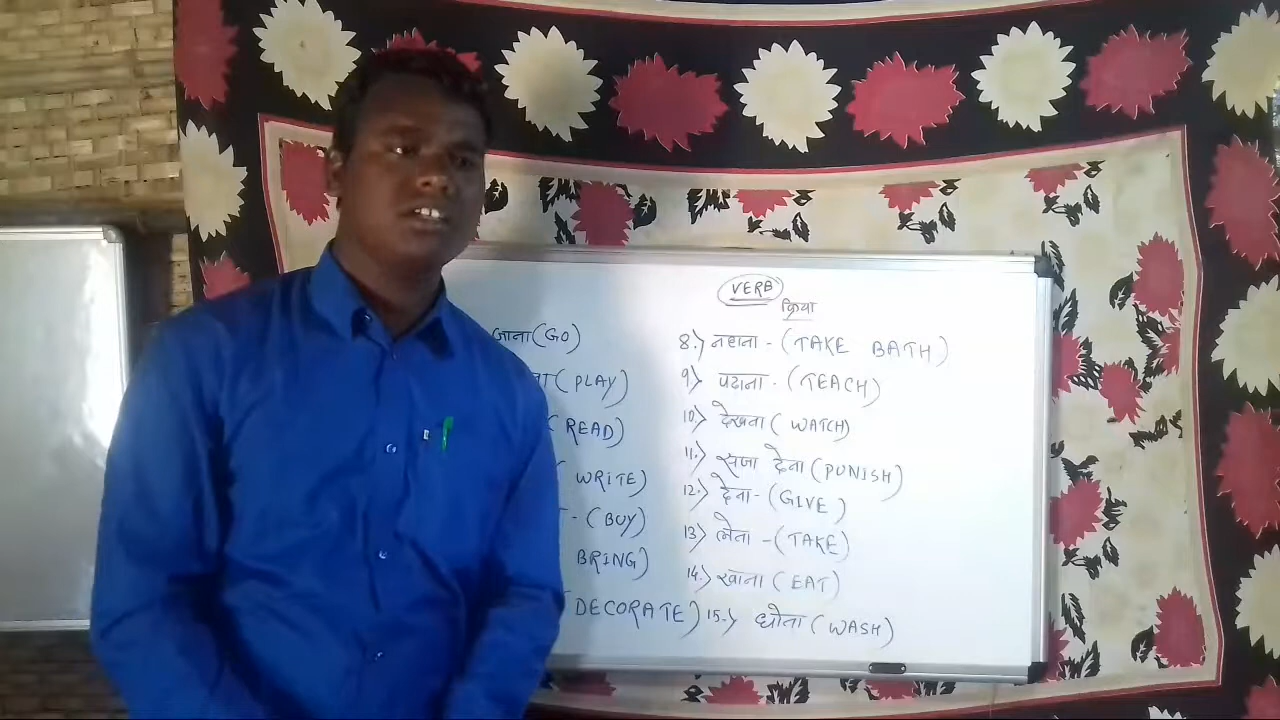 VERB
क्रिया
जाना (GO)
(PLAY)
(READ)
(WRITE)
- (BUY)
BRING)
(DECORATE)
8.) नहाना - (TAKE BATH)
9) पढाना - (TEACH)
10.) देखना ( WATCH)
11.) सजा देना (PUNISH)
12.) देना - (GIVE)
13.) लेना - (TAKE)
14.) खाना (EAT)
15.) धोना (WASH)